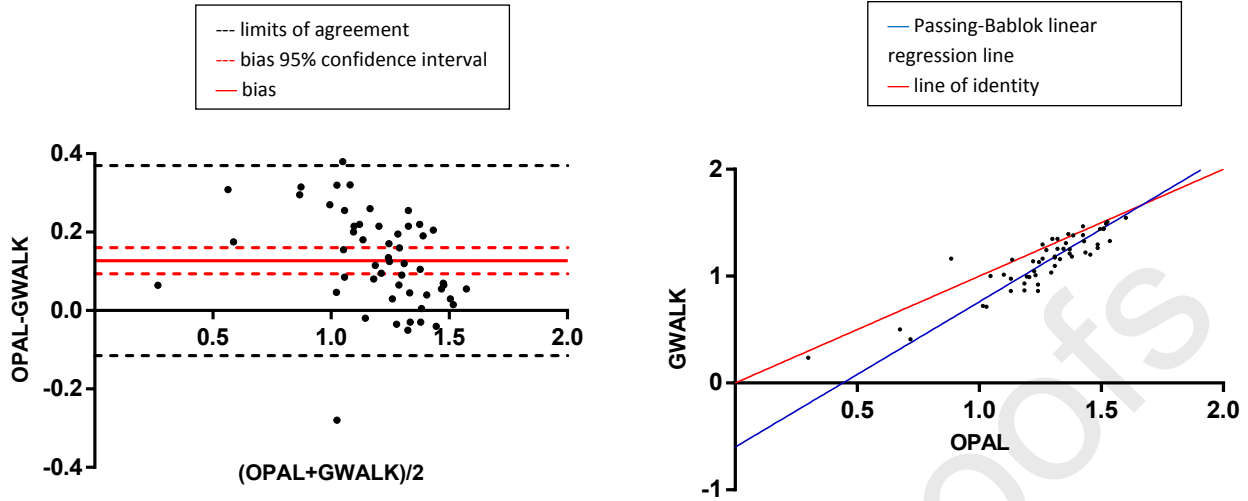 --- limits of agreement
--- bias 95% confidence interval
— bias
0.4
0.2
0.0
-0.2
-0.4
0.5
1.0
1.5
2.0
OPAL-GWALK
(OPAL+GWALK)/2
— Passing-Bablok linear
regression line
— line of identity
2
1
0
-1
0.5
1.0
1.5
2.0
GWALK
OPAL
oofs